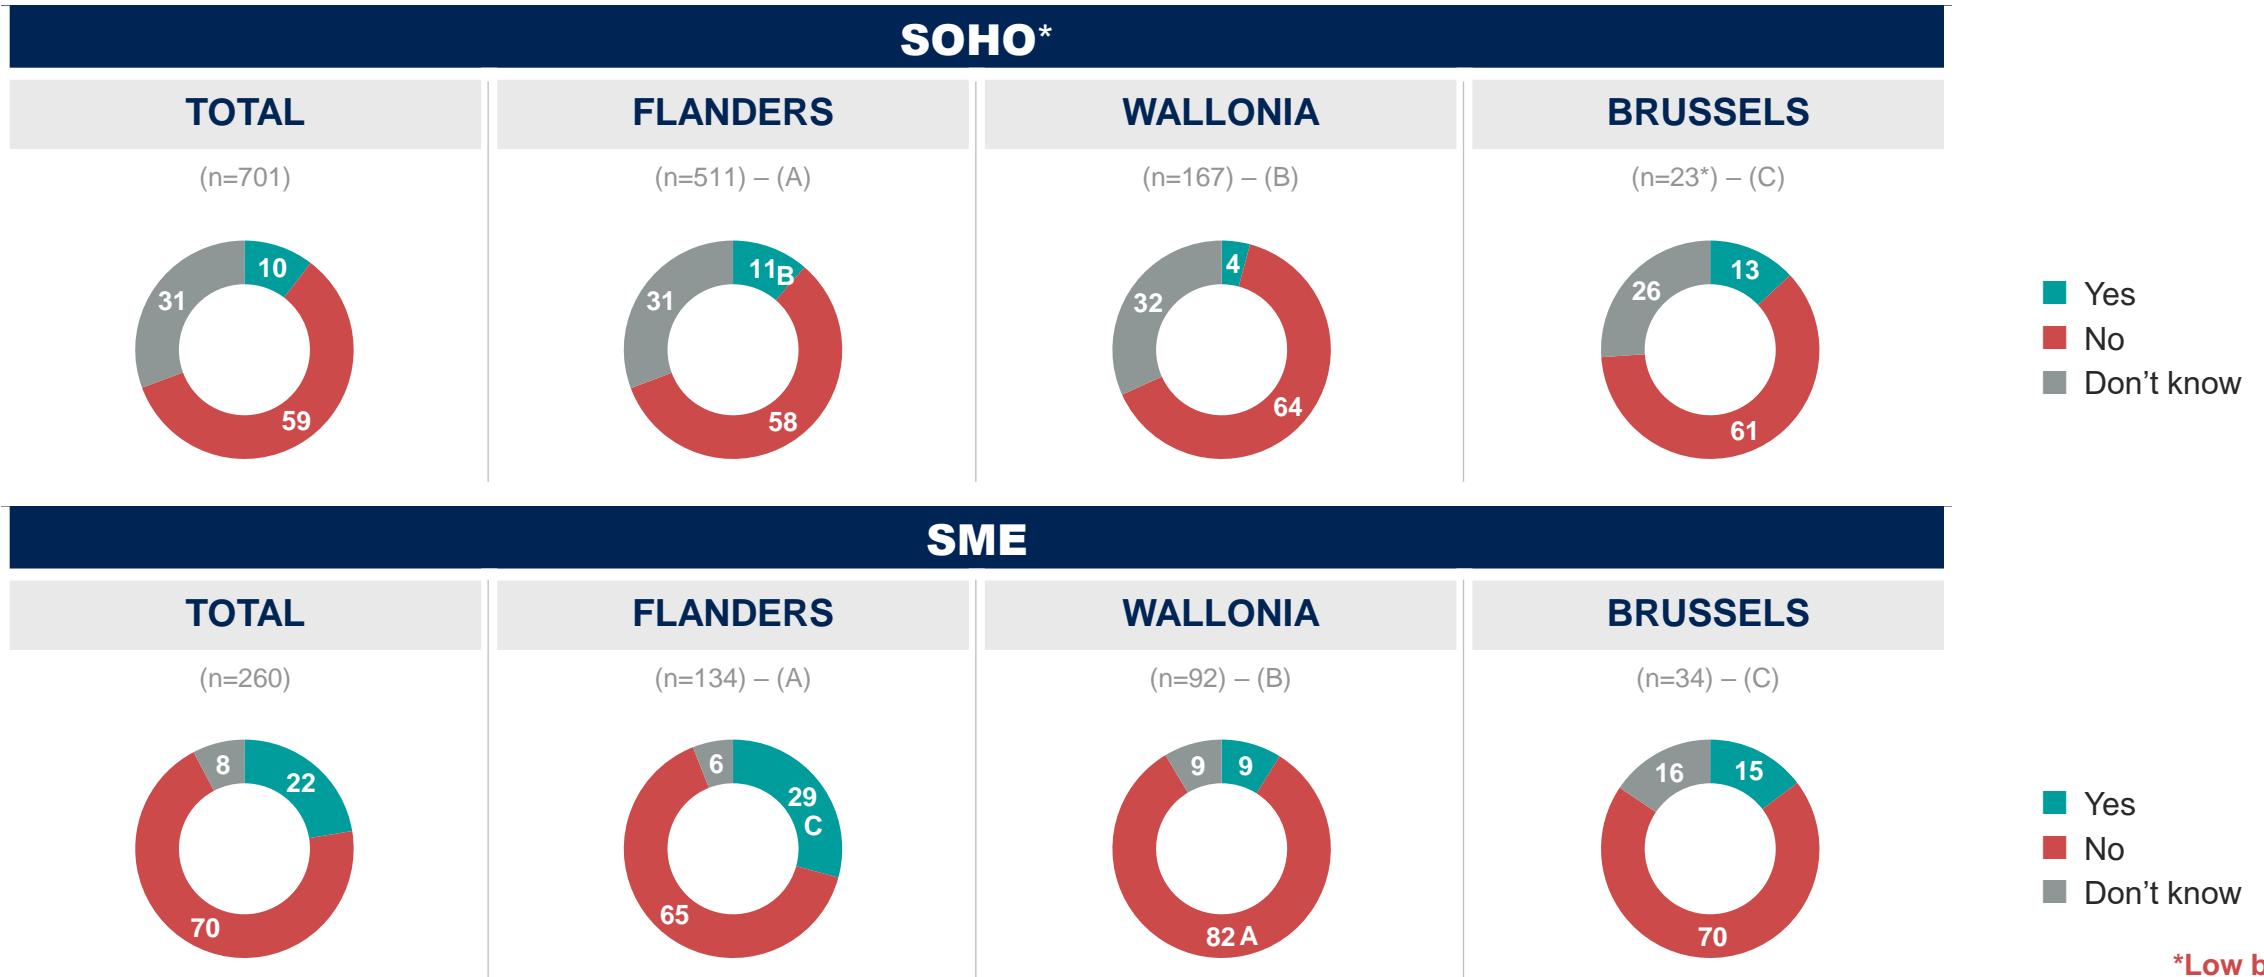 SOHO*
TOTAL FLANDERS WALLONIA BRUSSELS
(n=701) (n=511) – (A) (n=167) – (B) (n=23*) – (C)
10 31 59
11 B 31 58
4 32 64
13 26 61
Yes
No
Don’t know
SME
TOTAL FLANDERS WALLONIA BRUSSELS
(n=260) (n=134) – (A) (n=92) – (B) (n=34) – (C)
8 22 70
6 29 C 65
9 9 82 A
16 15 70
Yes
No
Don’t know
*Low